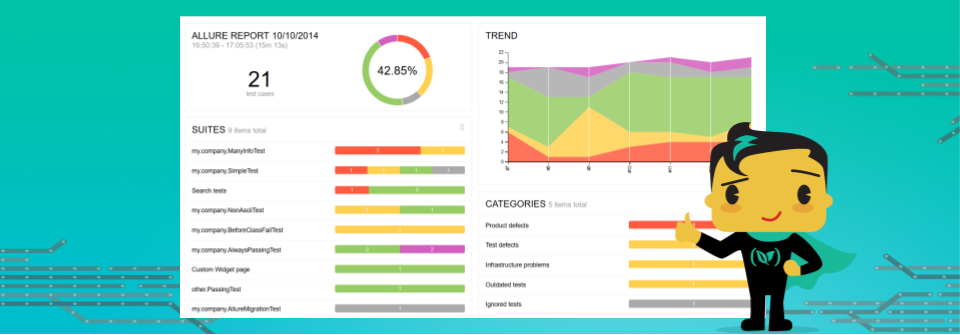 ALLURE REPORT 10/10/2014
16:50:39 - 17:05:53 (15m 13s)
21
test cases
42.85%
SUITES 9 items total
my.company.ManyInfoTest
2 1
my.company.SimpleTest
1 1 1 1
Search tests
1 3
my.company.NonAsciiTest
1 1
my.company.BeforeClassFailTest
1
my.company.AlwaysPassingTest
2 2
Custom Widget page
1
other.PassingTest
1
my.company.AllureMigrationTest
1
TREND
22
20
18
16
14
12
10
8
6
4
2
0
CATEGORIES 5 items total
Product defects
Test defects
Infrastructure problems
1
Outdated tests
1
Ignored tests
1